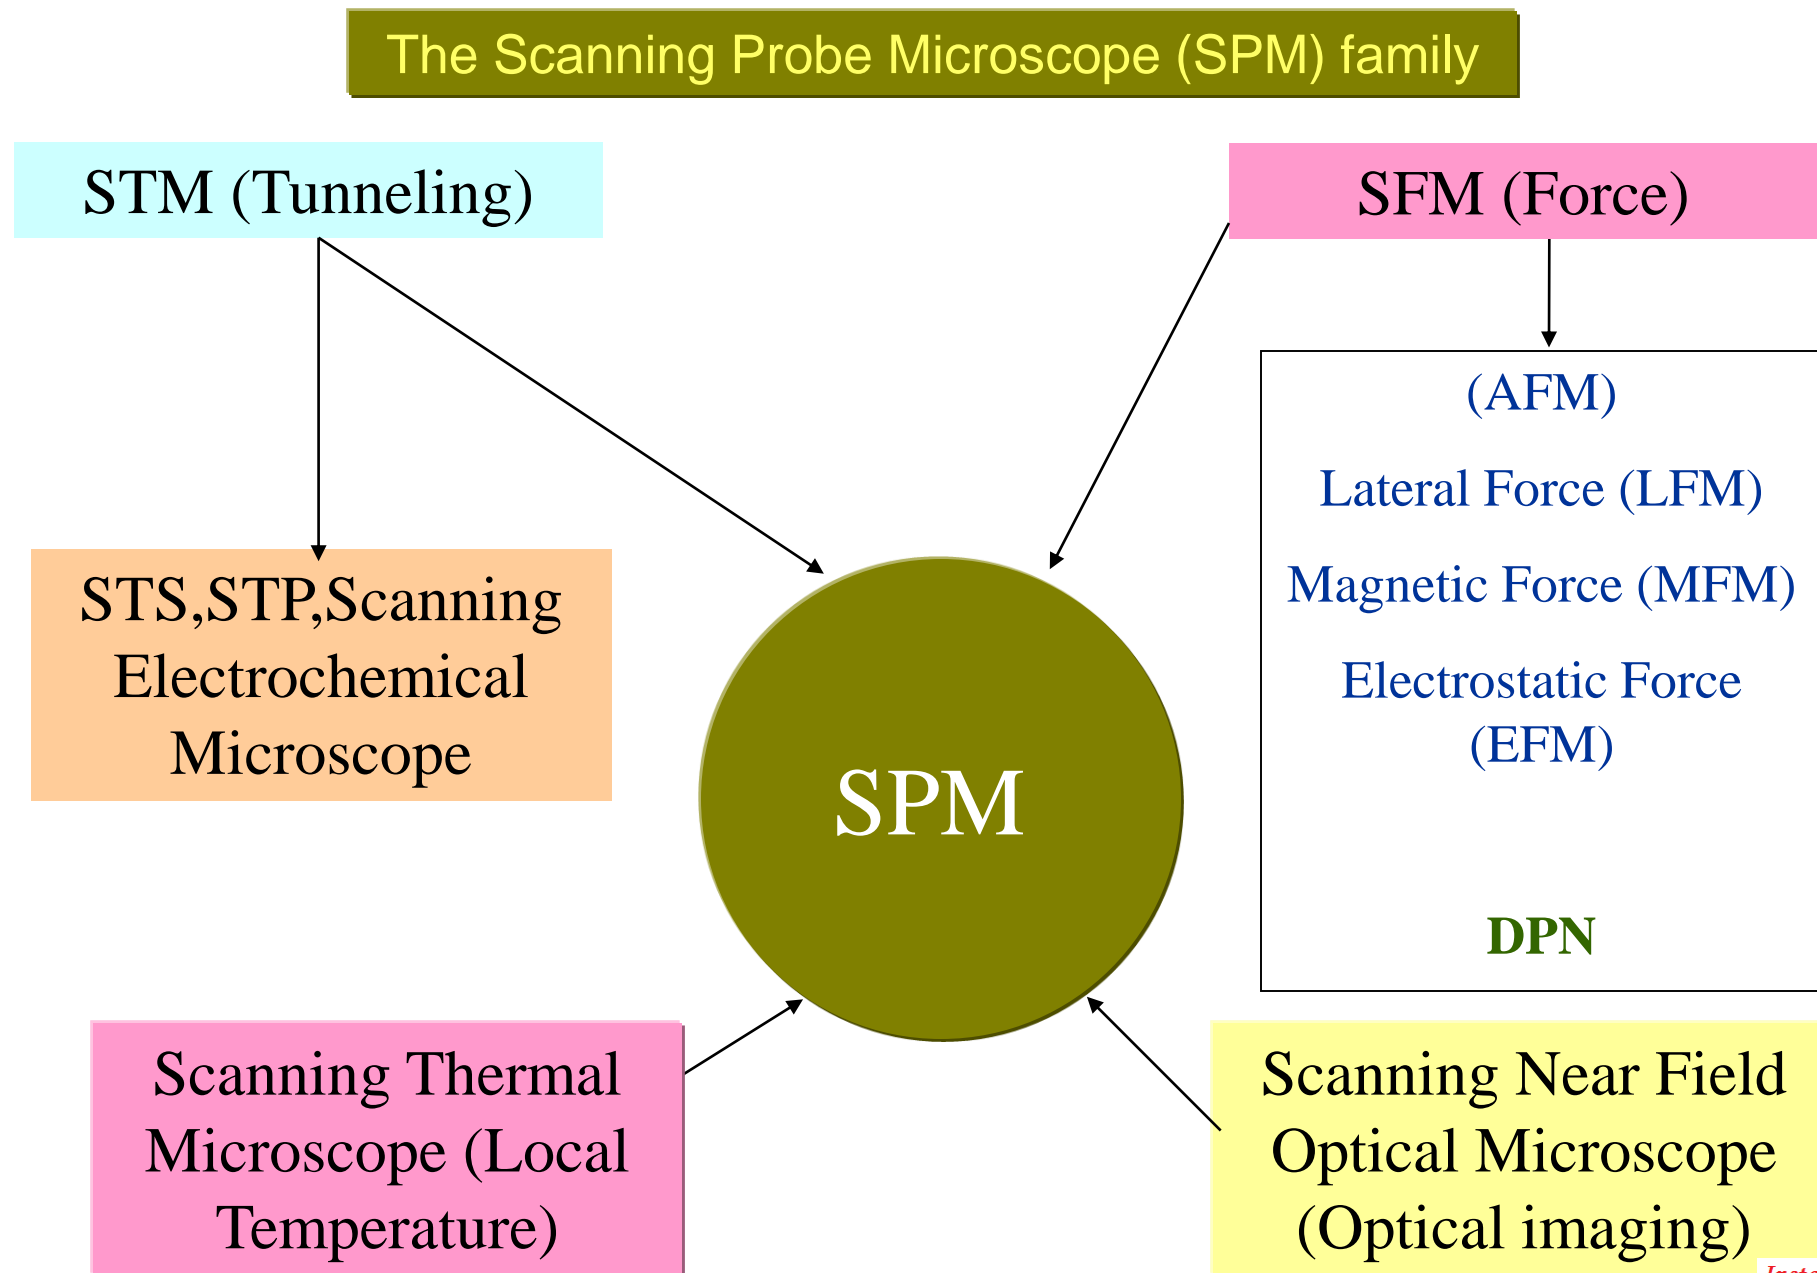 The Scanning Probe Microscope (SPM) family
STM (Tunneling)
SFM (Force)
(AFM)
Lateral Force (LFM)
Magnetic Force (MFM)
Electrostatic Force
(EFM)
DPN
STS,STP,Scanning
Electrochemical
Microscope
SPM
Scanning Thermal
Microscope (Local
Temperature)
Scanning Near Field
Optical Microscope
(Optical imaging)